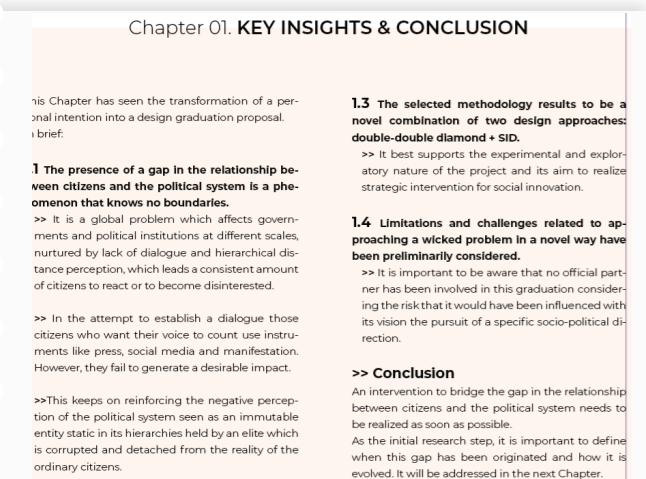 Chapter 01. KEY INSIGHTS & CONCLUSION
his Chapter has seen the transformation of a per-
onal intention into a design graduation proposal.
brief:
.1 The presence of a gap in the relationship be-
ween citizens and the political system is a phe-
omenon that knows no boundaries.
>> It is a global problem which affects govern-
ments and political institutions at different scales,
nurtured by lack of dialogue and hierarchical dis-
tance perception, which leads a consistent amount
of citizens to react or to become disinterested.
>> In the attempt to establish a dialogue those
citizens who want their voice to count use instru-
ments like press, social media and manifestation.
However, they fail to generate a desirable impact.
>>This keeps on reinforcing the negative percep-
tion of the political system seen as an immutable
entity static in its hierarchies held by an elite which
is corrupted and detached from the reality of the
ordinary citizens.
1.3 The selected methodology results to be a
novel combination of two design approaches:
double-double diamond + SID.
>> It best supports the experimental and explor-
atory nature of the project and its aim to realize
strategic intervention for social innovation.
1.4 Limitations and challenges related to ap-
proaching a wicked problem in a novel way have
been preliminarily considered.
>> It is important to be aware that no official part-
ner has been involved in this graduation consider-
ing the risk that it would have been influenced with
its vision the pursuit of a specific socio-political di-
rection.
>> Conclusion
An intervention to bridge the gap in the relationship
between citizens and the political system needs to
be realized as soon as possible.
As the initial research step, it is important to define
when this gap has been originated and how it is
evolved. It will be addressed in the next Chapter.